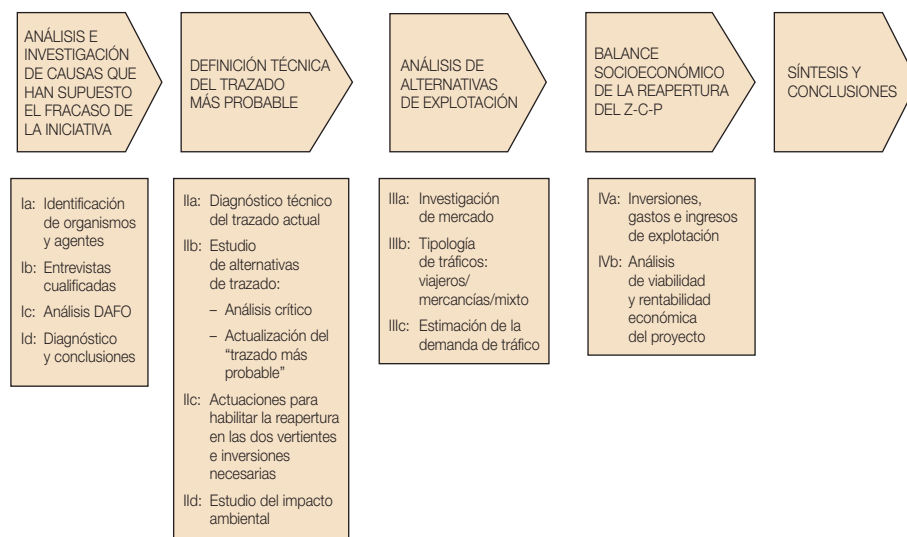 ANÁLISIS E
INVESTIGACIÓN
DE CAUSAS QUE
HAN SUPUESTO
EL FRACASO DE
LA INICIATIVA
DEFINICIÓN TÉCNICA
DEL TRAZADO
MÁS PROBABLE
ANÁLISIS DE
ALTERNATIVAS
DE EXPLOTACIÓN
BALANCE
SOCIOECONÓMICO
DE LA REAPERTURA
DEL Z-C-P
SÍNTESIS Y
CONCLUSIONES
Ia: Identificación
de organismos
y agentes
Ib: Entrevistas
cualificadas
Ic: Análisis DAFO
Id: Diagnóstico
y conclusiones
IIa: Diagnóstico técnico
del trazado actual
IIb: Estudio
de alternativas
de trazado:
– Análisis crítico
– Actualización del
“trazado más
probable”
IIc: Actuaciones para
habilitar la reapertura
en las dos vertientes
e inversiones
necesarias
IId: Estudio del impacto
ambiental
IIIa: Investigación
de mercado
IIIb: Tipología
de tráficos:
viajeros/
mercancías/mixto
IIIc: Estimación de la
demanda de tráfico
IVa: Inversiones,
gastos e ingresos
de explotación
IVb: Análisis
de viabilidad
y rentabilidad
económica
del proyecto